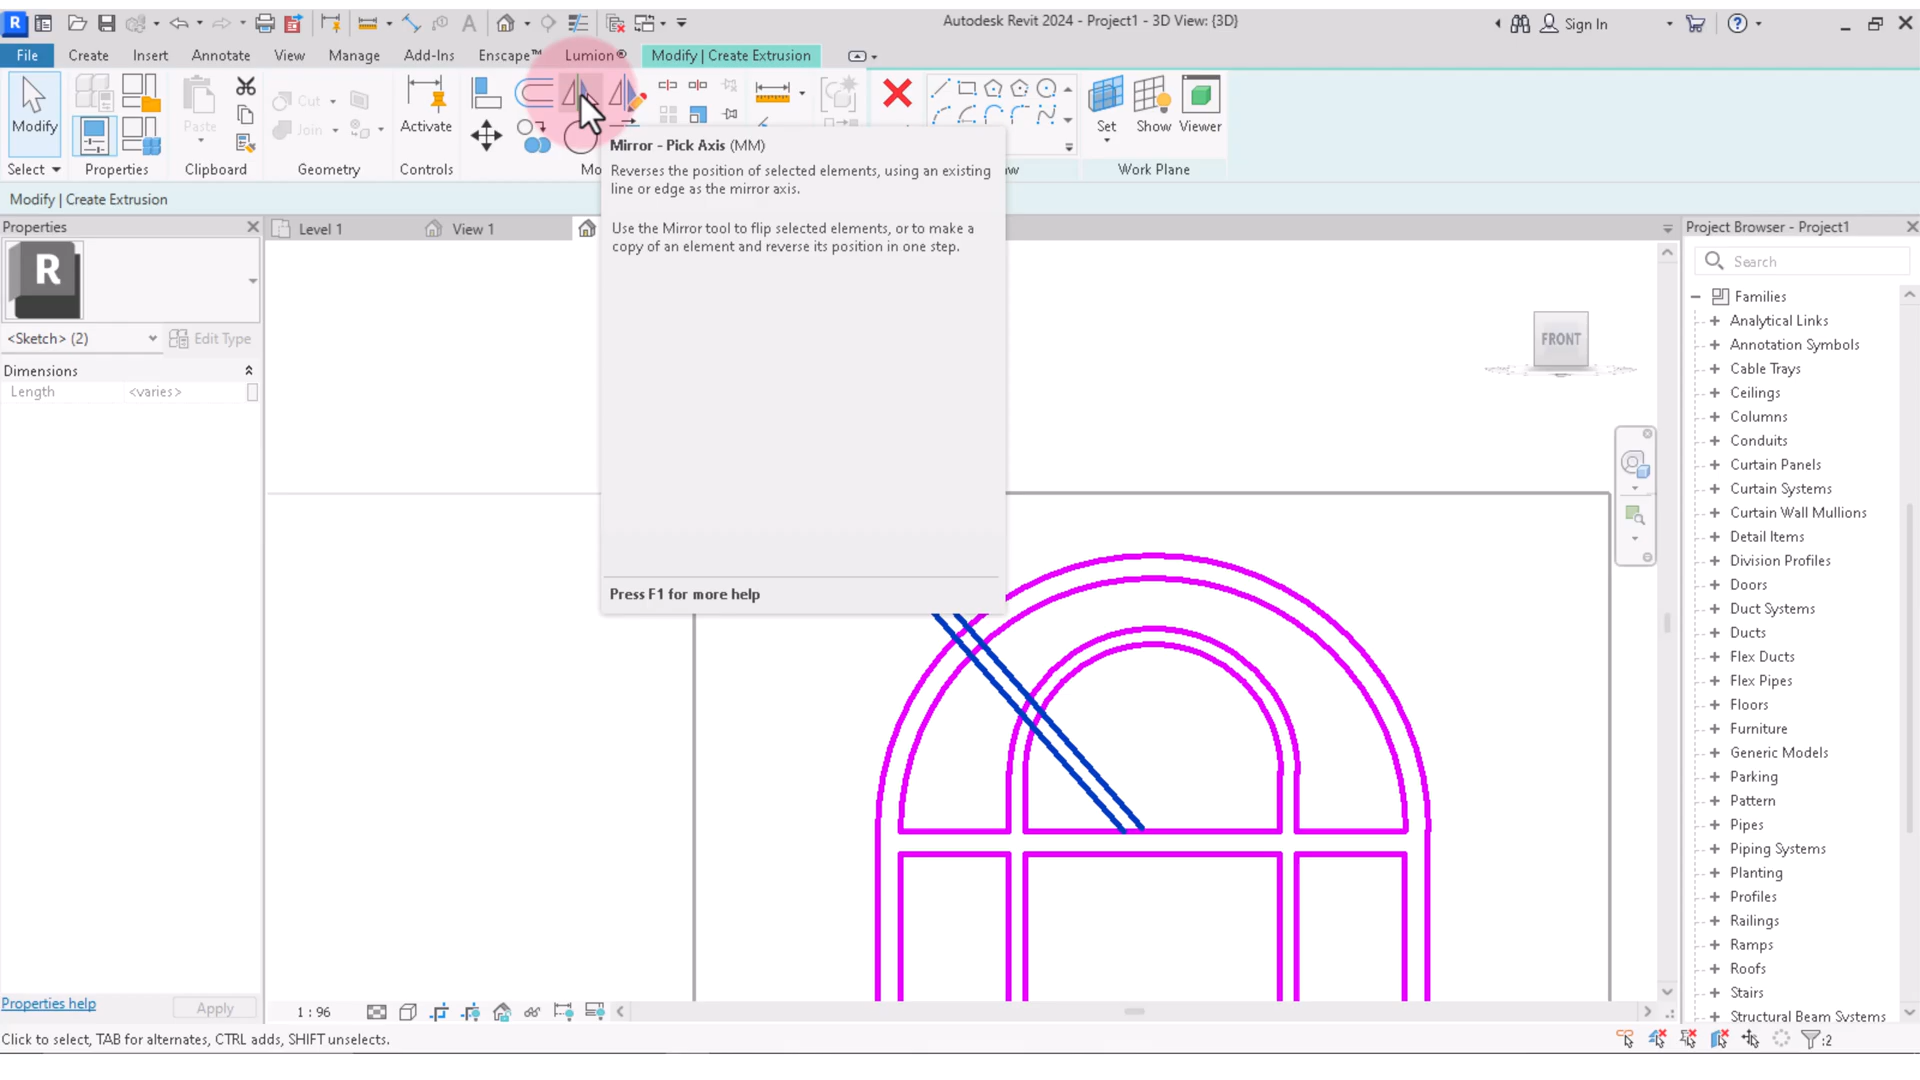 Autodesk Revit 2024 - Project1 - 3D View: {3D}
Sign In
File
Create
Insert
Annotate
View
Manage
Add-Ins
Enscape™
Lumion®
Modify | Create Extrusion
Modify
Paste
Cut
Join
Activate
Set
Show
Viewer
Select
Properties
Clipboard
Geometry
Controls
Mo
aw
Work Plane
Modify | Create Extrusion
Mirror - Pick Axis (MM)
Reverses the position of selected elements, using an existing
line or edge as the mirror axis.
Use the Mirror tool to flip selected elements, or to make a
copy of an element and reverse its position in one step.
Press F1 for more help
Properties
R
<Sketch> (2)
Edit Type
Dimensions
Length
<varies>
Properties help
Apply
Level 1
View 1
FRONT
Project Browser - Project1
Search
Families
Analytical Links
Annotation Symbols
Cable Trays
Ceilings
Columns
Conduits
Curtain Panels
Curtain Systems
Curtain Wall Mullions
Detail Items
Division Profiles
Doors
Duct Systems
Ducts
Flex Ducts
Flex Pipes
Floors
Furniture
Generic Models
Parking
Pattern
Pipes
Piping Systems
Planting
Profiles
Railings
Ramps
Roofs
Stairs
Structural Beam Systems
1 : 96
Click to select, TAB for alternates, CTRL adds, SHIFT unselects.
:2